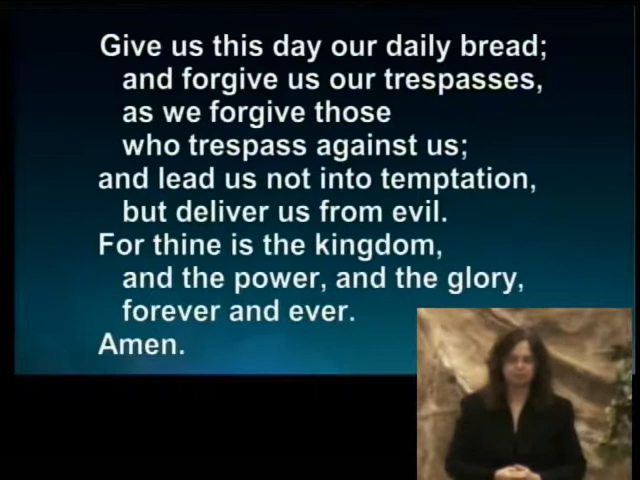 Give us this day our daily bread;
and forgive us our trespasses,
as we forgive those
who trespass against us;
and lead us not into temptation,
but deliver us from evil.
For thine is the kingdom,
and the power, and the glory,
forever and ever.
Amen.